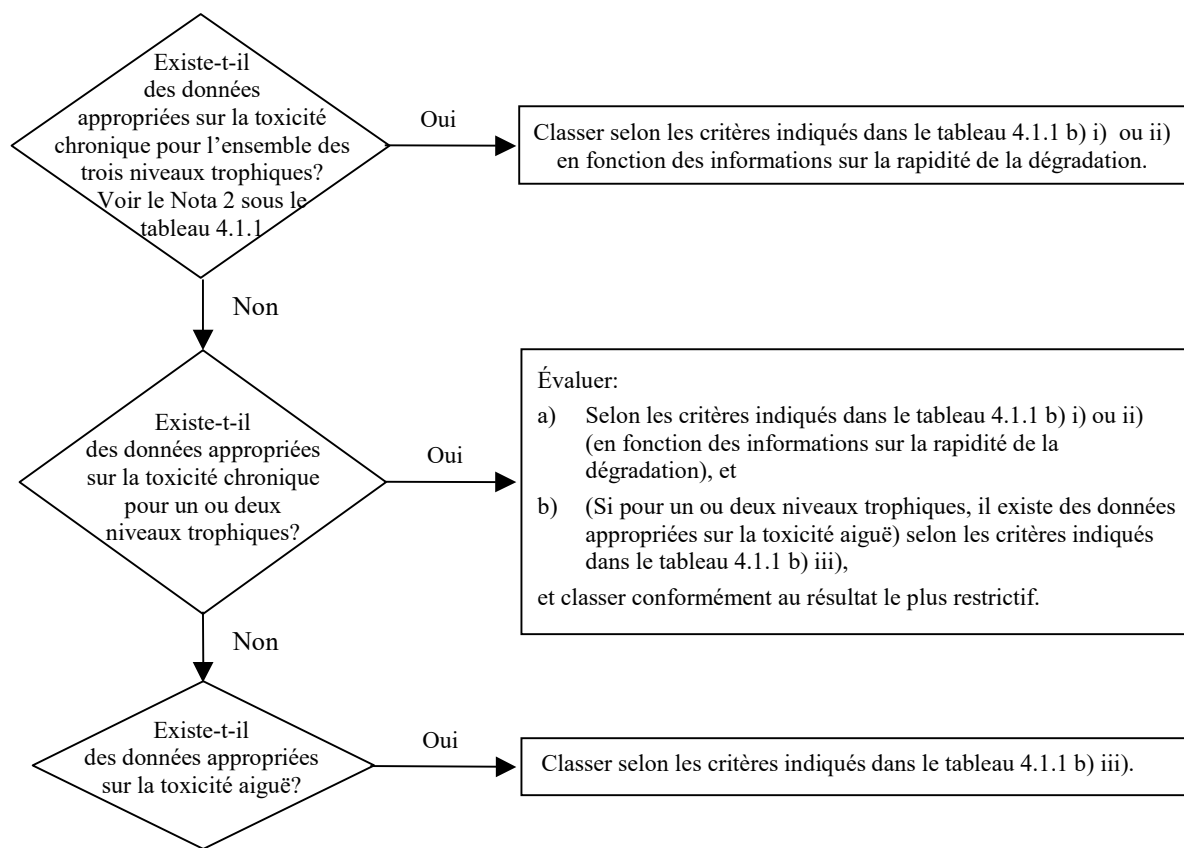 Existe-t-il
des données
appropriées sur la toxicité
chronique pour l’ensemble des
trois niveaux trophiques?
Voir le Nota 2 sous le
tableau 4.1.1
Oui
Classer selon les critères indiqués dans le tableau 4.1.1 b) i) ou ii)
en fonction des informations sur la rapidité de la dégradation.
Non
Existe-t-il
des données appropriées
sur la toxicité chronique
pour un ou deux
niveaux trophiques?
Oui
Évaluer:
a) Selon les critères indiqués dans le tableau 4.1.1 b) i) ou ii)
(en fonction des informations sur la rapidité de la
dégradation), et
b) (Si pour un ou deux niveaux trophiques, il existe des données
appropriées sur la toxicité aiguë) selon les critères indiqués
dans le tableau 4.1.1 b) iii),
et classer conformément au résultat le plus restrictif.
Non
Existe-t-il
des données appropriées
sur la toxicité aiguë?
Oui
Classer selon les critères indiqués dans le tableau 4.1.1 b) iii).